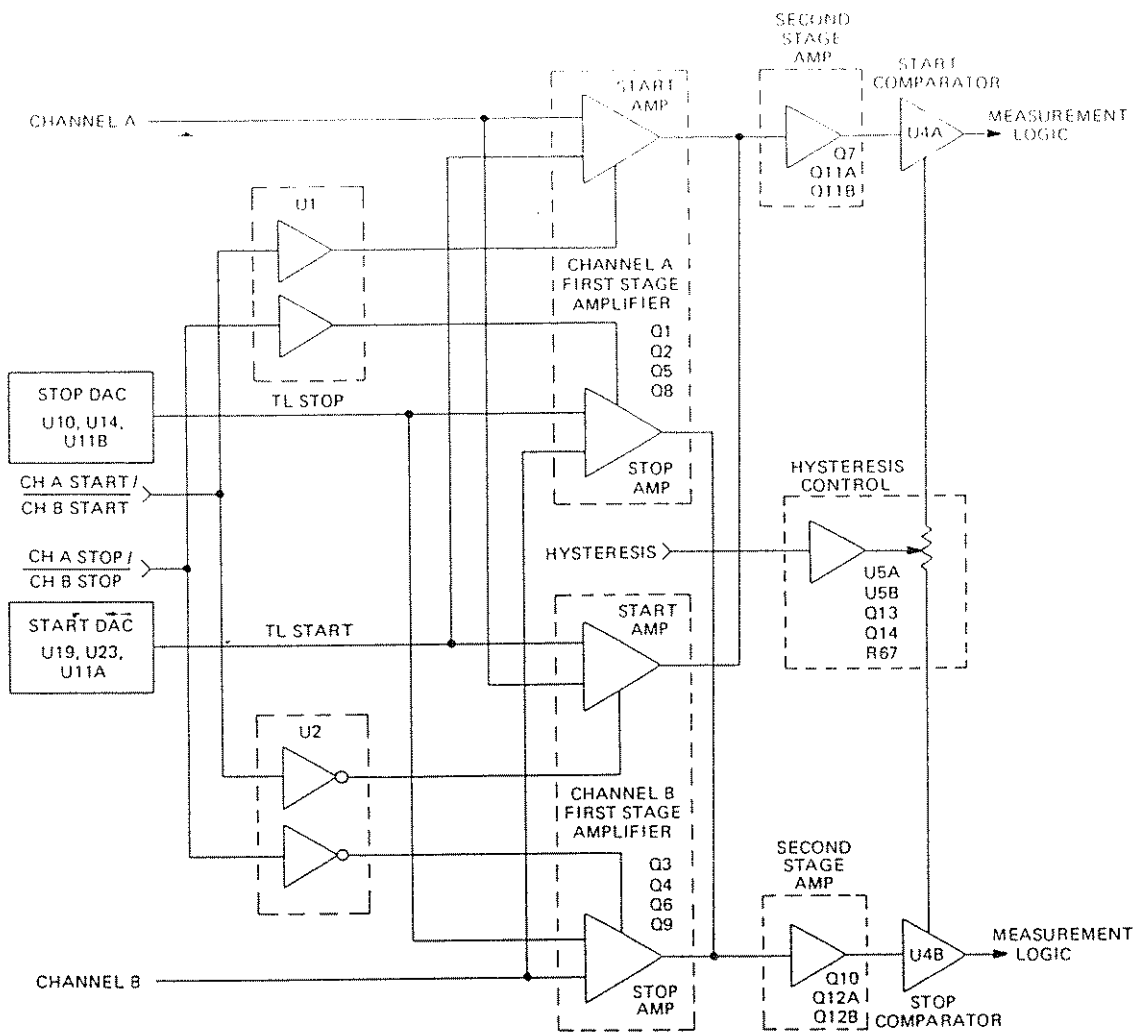 SECOND
STAGE
AMP
START
COMPARATOR
START
AMP
CHANNEL A
U4A
MEASUREMENT
LOGIC
Q7
Q11A
Q11B
U1
CHANNEL A
FIRST STAGE
AMPLIFIER
Q1
Q2
Q5
Q8
STOP DAC
U10, U14,
U11B
TL STOP
CH A START /
CH B START
STOP
AMP
HYSTERESIS
CONTROL
HYSTERESIS
U5A
U5B
Q13
Q14
R67
CH A STOP /
CH B STOP
START DAC
U19, U23,
U11A
TL START
START AMP
U2
CHANNEL B
FIRST STAGE
AMPLIFIER
Q3
Q4
Q6
Q9
SECOND
STAGE
AMP
CHANNEL B
STOP
AMP
Q10
Q12A
Q12B
U4B
STOP
COMPARATOR
MEASUREMENT
LOGIC